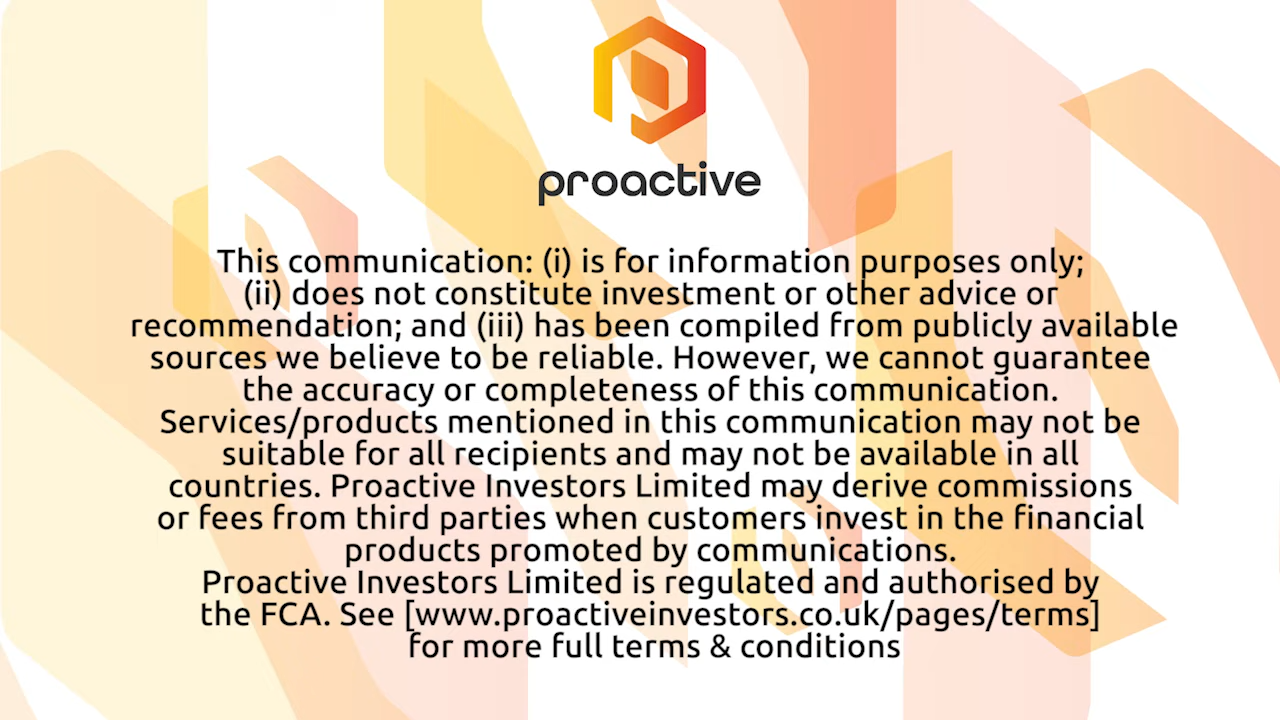 proactive
This communication: (i) is for information purposes only;
(ii) does not constitute investment or other advice or
recommendation; and (iii) has been compiled from publicly available
sources we believe to be reliable. However, we cannot guarantee
the accuracy or completeness of this communication.
Services/products mentioned in this communication may not be
suitable for all recipients and may not be available in all
countries. Proactive Investors Limited may derive commissions
or fees from third parties when customers invest in the financial
products promoted by communications.
Proactive Investors Limited is regulated and authorised by
the FCA. See [www.proactiveinvestors.co.uk/pages/terms]
for more full terms & conditions